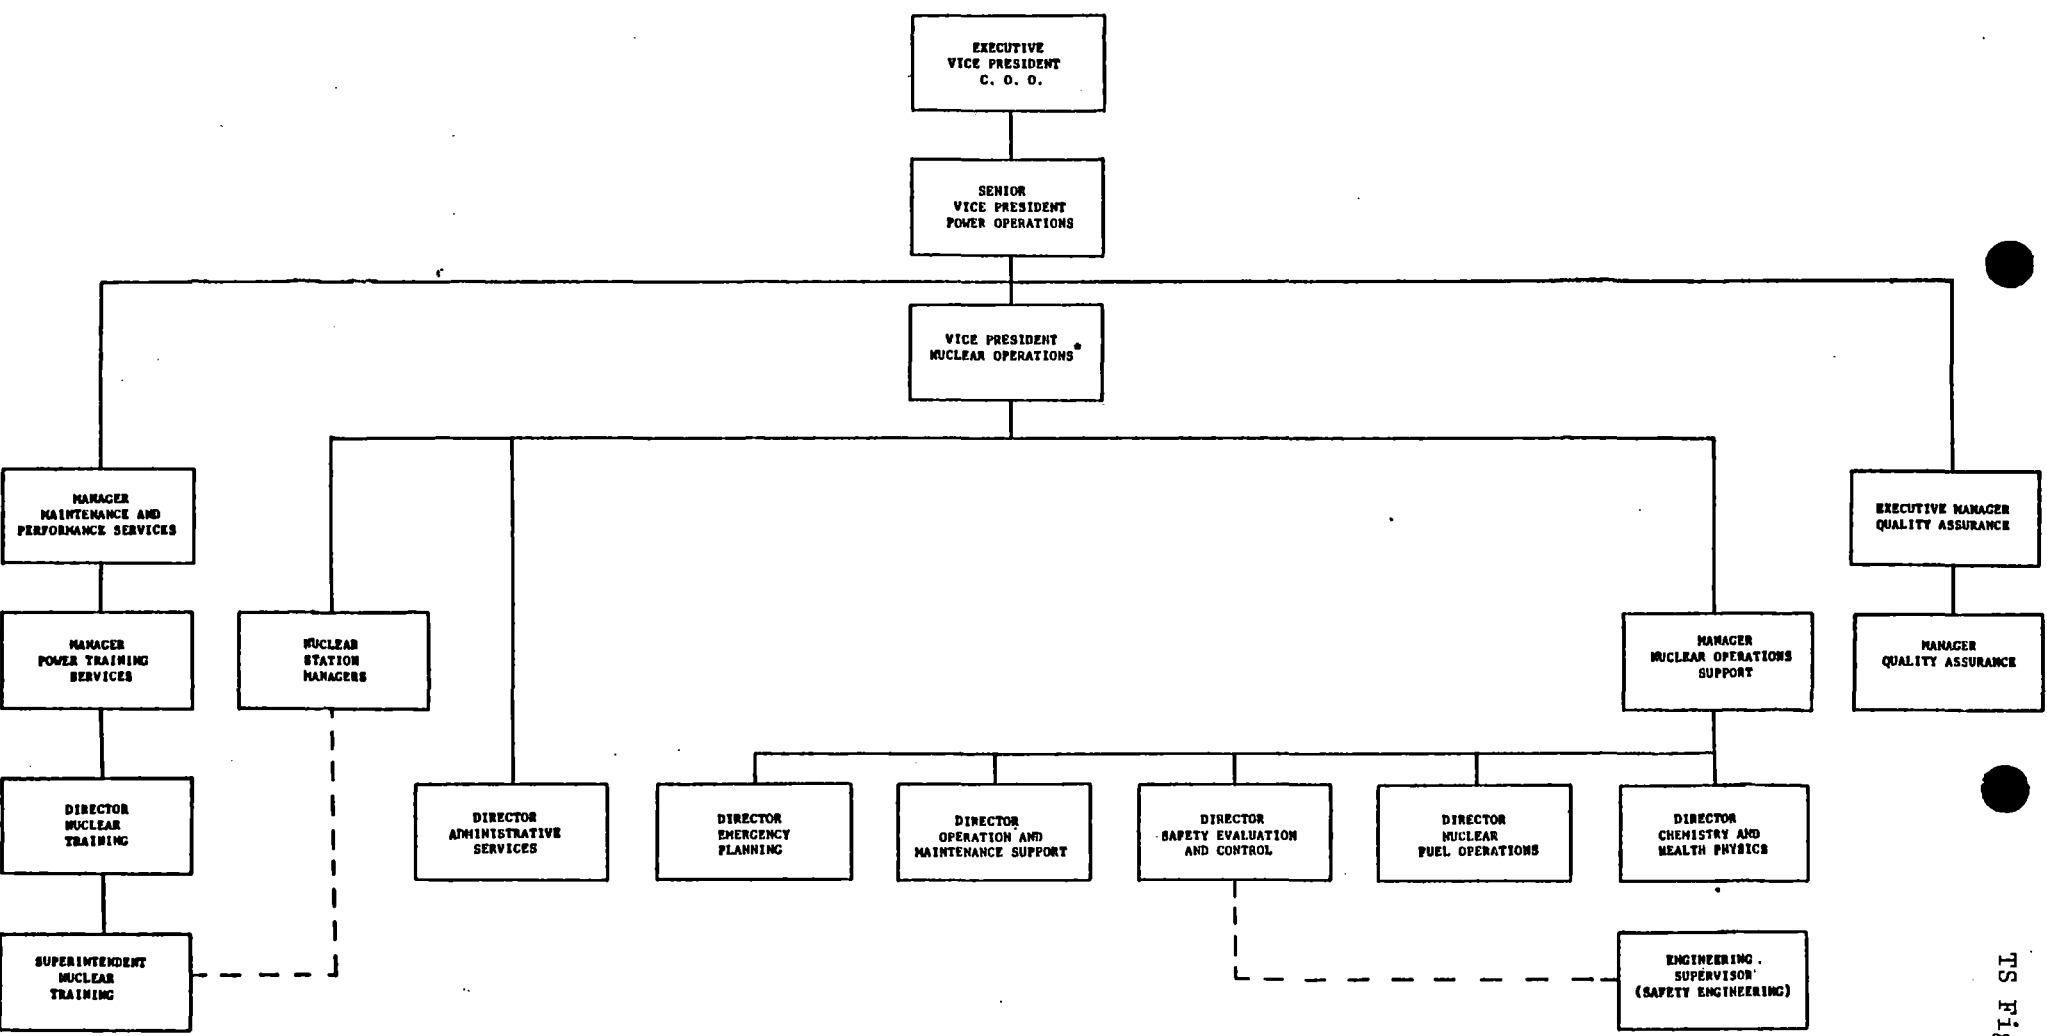 EXECUTIVE
VICE PRESIDENT
C. O. O.
SENIOR
VICE PRESIDENT
POWER OPERATIONS
VICE PRESIDENT
NUCLEAR OPERATIONS*
MANAGER
MAINTENANCE AND
PERFORMANCE SERVICES
EXECUTIVE MANAGER
QUALITY ASSURANCE
MANAGER
POWER TRAINING
SERVICES
NUCLEAR
STATION
MANAGERS
MANAGER
NUCLEAR OPERATIONS
SUPPORT
MANAGER
QUALITY ASSURANCE
DIRECTOR
NUCLEAR
TRAINING
DIRECTOR
ADMINISTRATIVE
SERVICES
DIRECTOR
EMERGENCY
PLANNING
DIRECTOR
OPERATION AND
MAINTENANCE SUPPORT
DIRECTOR
SAFETY EVALUATION
AND CONTROL
DIRECTOR
NUCLEAR
FUEL OPERATIONS
DIRECTOR
CHEMISTRY AND
HEALTH PHYSICS
SUPERINTENDENT
NUCLEAR
TRAINING
ENGINEERING
SUPERVISOR
(SAFETY ENGINEERING)
TS